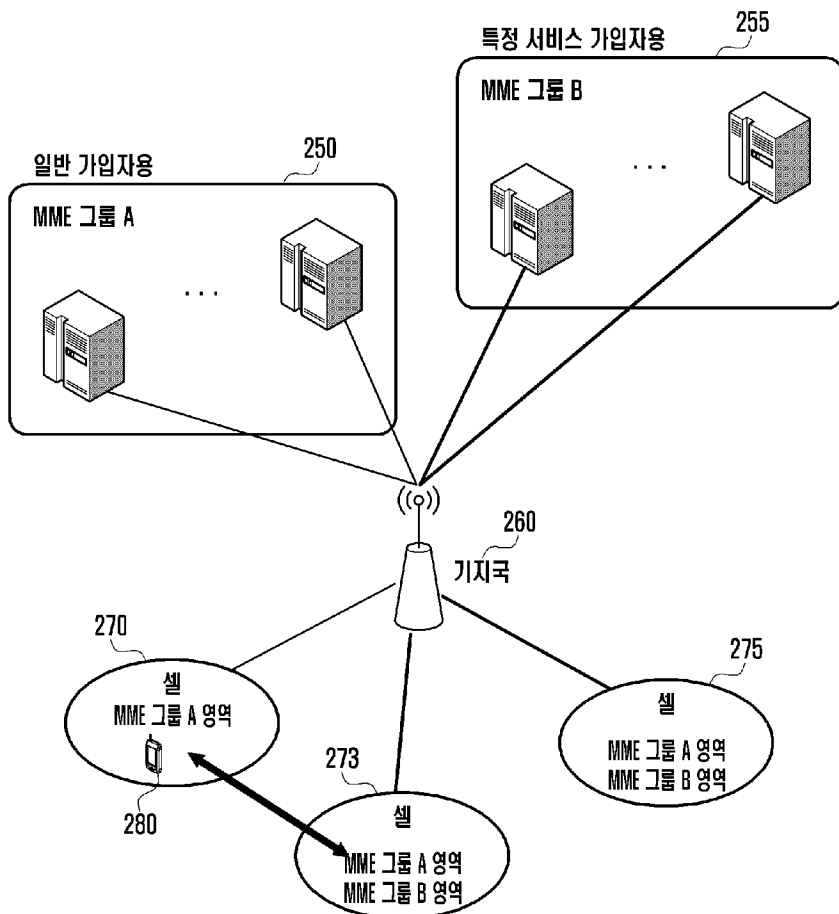 특정 서비스 가입자용
255
MME 그룹 B
. . .
일반 가입자용
250
MME 그룹 A
. . .
260
기지국
270
셀
MME 그룹 A 영역
280
275
셀
MME 그룹 A 영역
MME 그룹 B 영역
273
셀
MME 그룹 A 영역
MME 그룹 B 영역